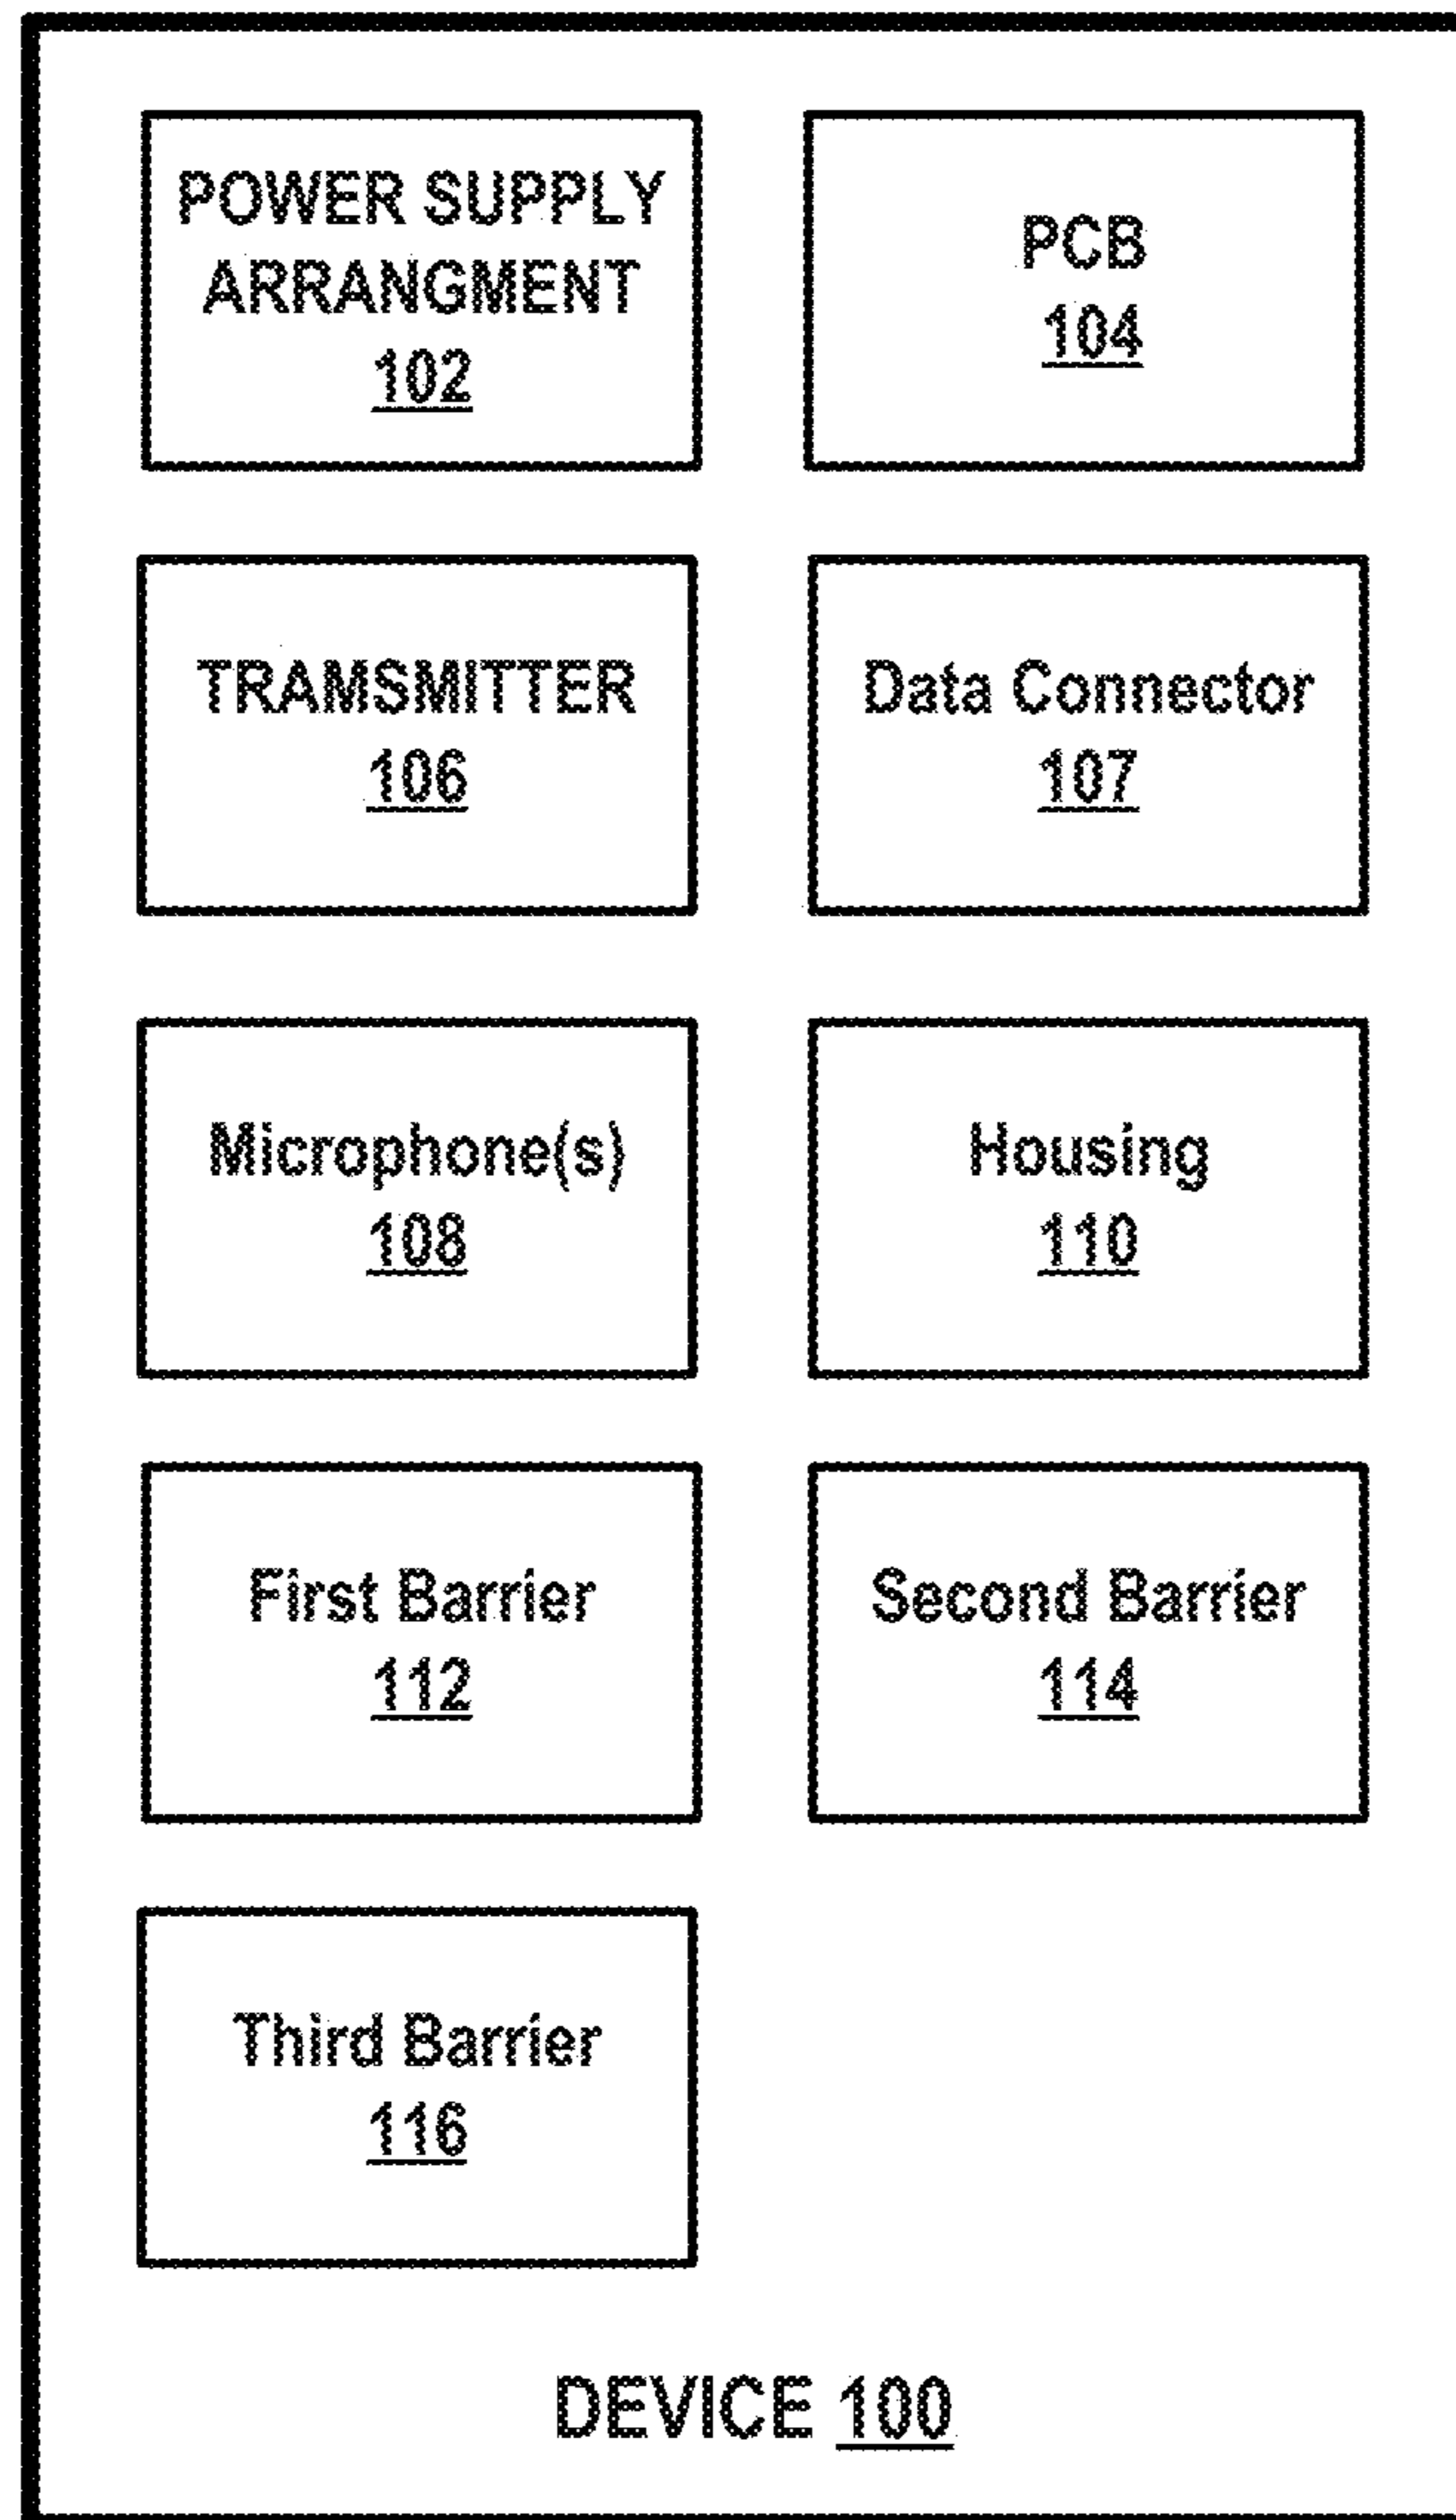 POWER SUPPLY
ARRANGMENT
102
PCB
104
TRAMSMITTER
106
Data Connector
107
Microphone(s)
108
Housing
110
First Barrier
112
Second Barrier
114
Third Barrier
116
DEVICE 100